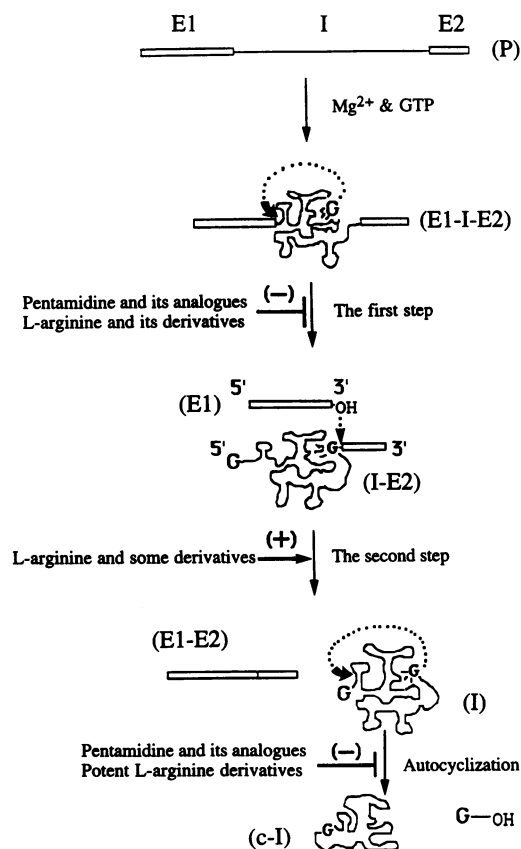 E1 I E2
(P)
Mg²⁺ & GTP
G
(E1-I-E2)
Pentamidine and its analogues
L-arginine and its derivatives
(−)
The first step
5' 3'
(E1)
OH
5' G 3'
G
(I-E2)
L-arginine and some derivatives
(+)
The second step
(E1-E2)
G
G
(I)
Pentamidine and its analogues
Potent L-arginine derivatives
(−)
Autocyclization
G
G—OH
(c-I)